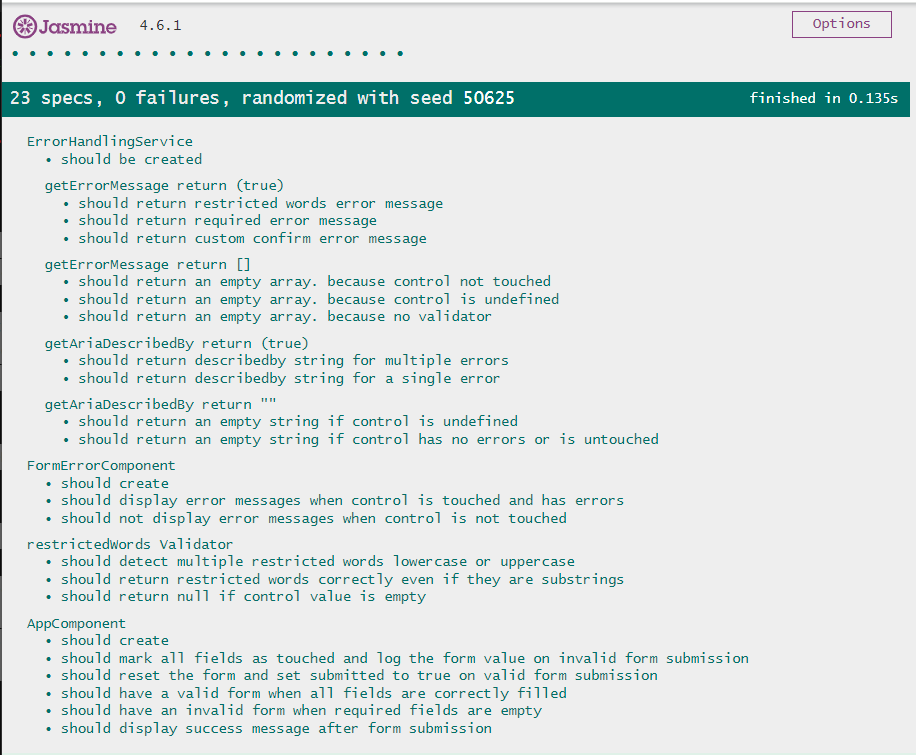 Jasmine 4.6.1
Options
23 specs, 0 failures, randomized with seed 50625
finished in 0.135s
ErrorHandlingService
• should be created
getErrorMessage return (true)
• should return restricted words error message
• should return required error message
• should return custom confirm error message
getErrorMessage return []
• should return an empty array. because control not touched
• should return an empty array. because control is undefined
• should return an empty array. because no validator
getAriaDescribedBy return (true)
• should return describedby string for multiple errors
• should return describedby string for a single error
getAriaDescribedBy return ""
• should return an empty string if control is undefined
• should return an empty string if control has no errors or is untouched
FormErrorComponent
• should create
• should display error messages when control is touched and has errors
• should not display error messages when control is not touched
restrictedWords Validator
• should detect multiple restricted words lowercase or uppercase
• should return restricted words correctly even if they are substrings
• should return null if control value is empty
AppComponent
• should create
• should mark all fields as touched and log the form value on invalid form submission
• should reset the form and set submitted to true on valid form submission
• should have a valid form when all fields are correctly filled
• should have an invalid form when required fields are empty
• should display success message after form submission